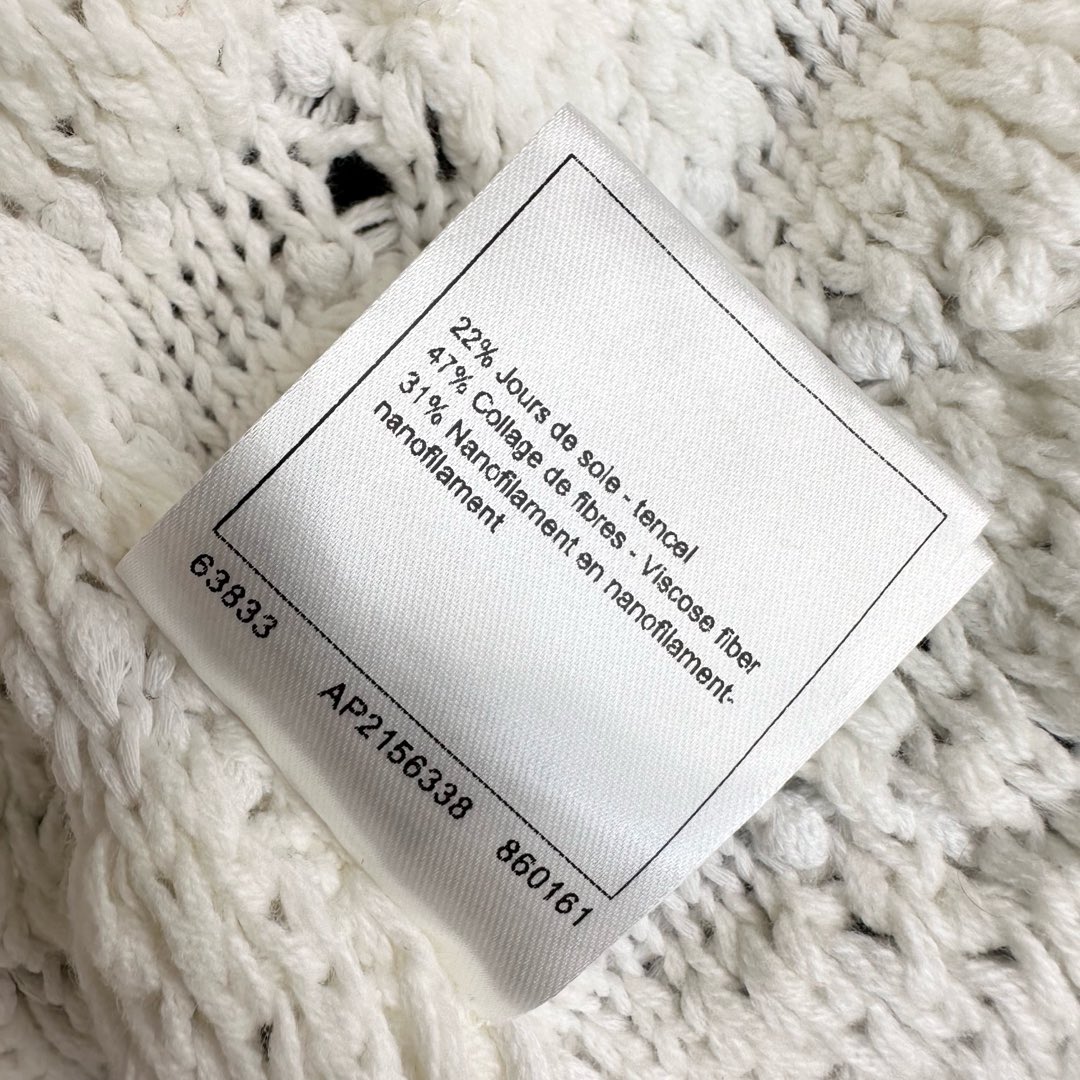 22% Jours de soie - tencel
47% Collage de fibres - Viscose fiber
31% Nanofilament en nanofilament-
nanofilament
63833 AP2156338 860161